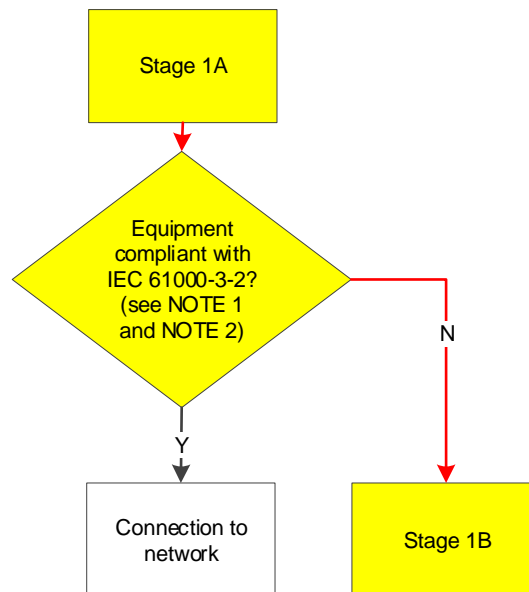 Stage 1A
Equipment
compliant with
IEC 61000-3-2?
(see NOTE 1
and NOTE 2)
N
Y
Connection to
network
Stage 1B